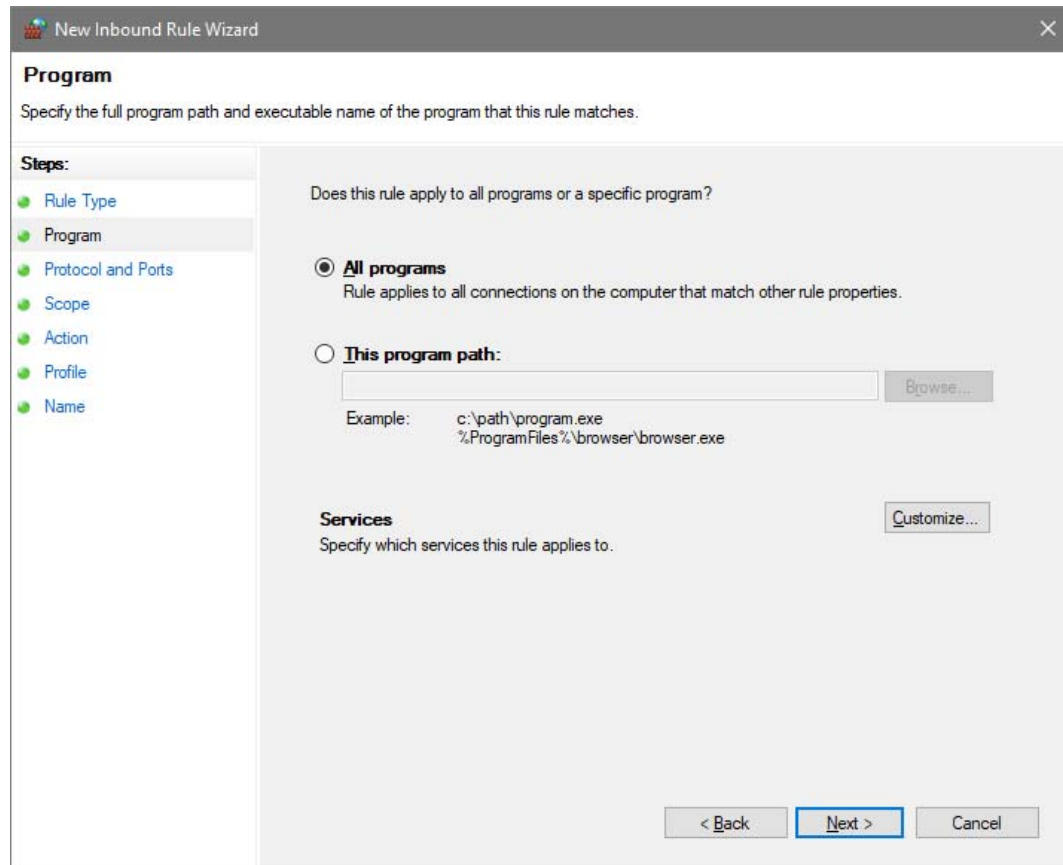 New Inbound Rule Wizard
Program
Specify the full program path and executable name of the program that this rule matches.
Steps:
Rule Type
Program
Protocol and Ports
Scope
Action
Profile
Name
Does this rule apply to all programs or a specific program?
All programs
Rule applies to all connections on the computer that match other rule properties.
This program path:
Browse...
Example: c:\path\program.exe
%ProgramFiles%\browser\browser.exe
Services
Customize...
Specify which services this rule applies to.
< Back Next > Cancel